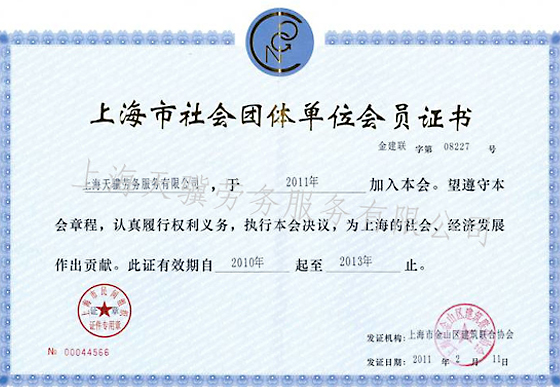 上海市社会团体单位会员证书
金建联 字第 08227 号
上海天骥劳务服务有限公司 ,于 2011年 加入本会。望遵守本
会章程,认真履行权利义务,执行本会决议,为上海的社会、经济发展
作出贡献。此证有效期自 2010年 起至 2013年 止。
上海天骥劳务服务有限公司
上海市民间组织
证书
证件专用章
№ 00044566
发证机构:上海市金山区建筑联合协会
发证日期:2011 年 2 月 11日